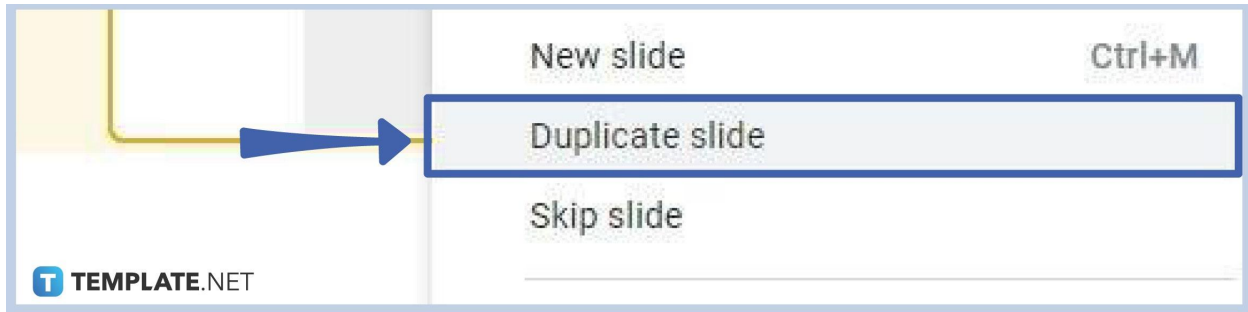 New slide Ctrl+M
Duplicate slide
Skip slide
T TEMPLATE.NET